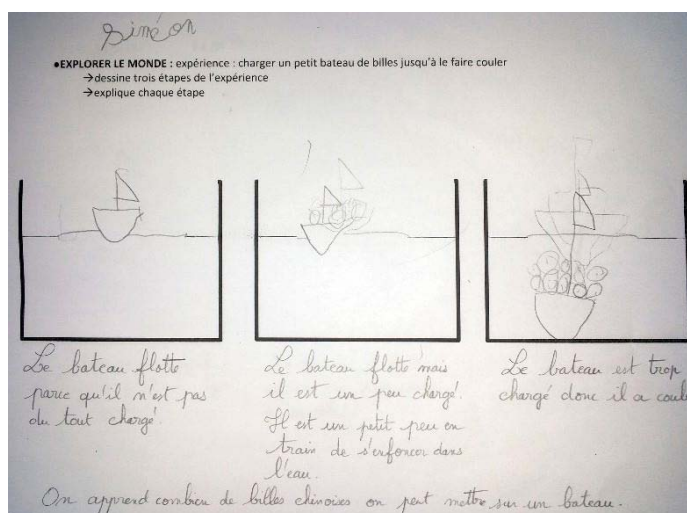 Siméon
●EXPLORER LE MONDE : expérience : charger un petit bateau de billes jusqu'à le faire couler
→dessine trois étapes de l'expérience
→explique chaque étape
Le bateau flotte
parce qu'il n'est pas
du tout chargé.
Le bateau flotte mais
il est un peu chargé.
Il est un petit peu en
train de s'enfoncer dans
l'eau.
Le bateau est trop
chargé donc il a coul
On apprend combien de billes chinoises on peut mettre sur un bateau.